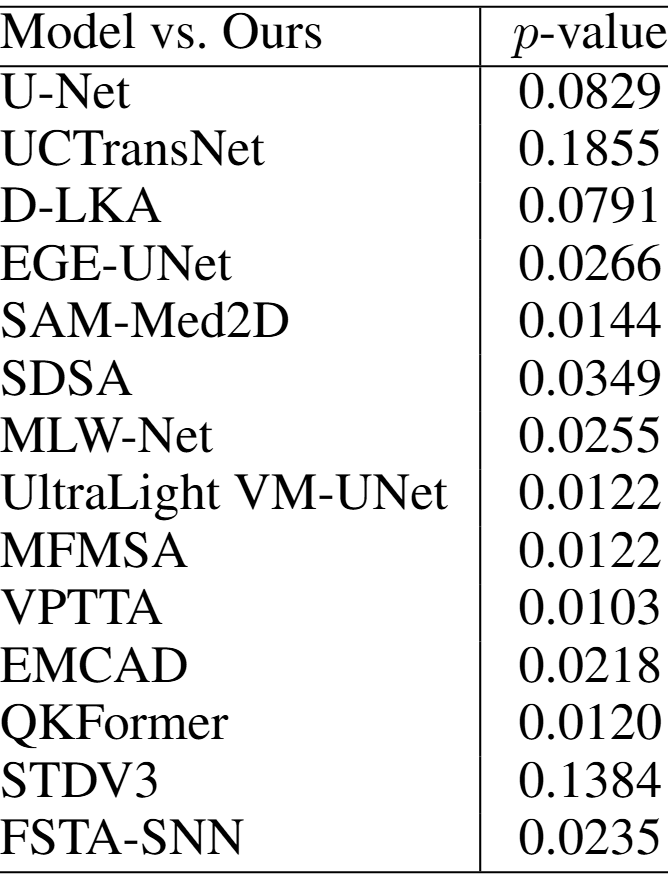 Model vs. Ours p-value
U-Net 0.0829
UCTransNet 0.1855
D-LKA 0.0791
EGE-UNet 0.0266
SAM-Med2D 0.0144
SDSA 0.0349
MLW-Net 0.0255
UltraLight VM-UNet 0.0122
MFMSA 0.0122
VPTTA 0.0103
EMCAD 0.0218
QKFormer 0.0120
STDV3 0.1384
FSTA-SNN 0.0235